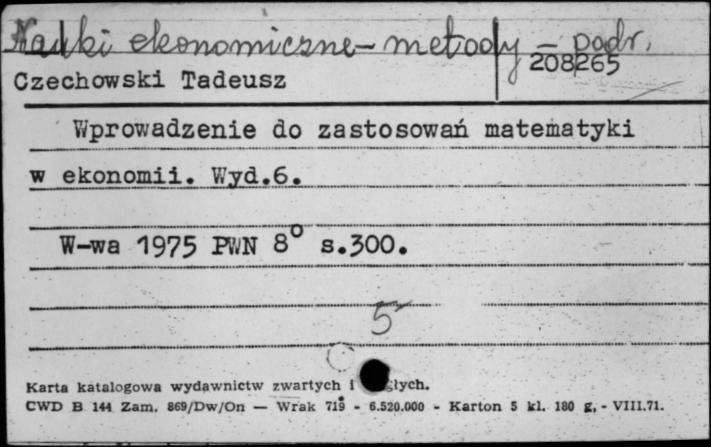 Nauki ekonomiczne - metody - podr.
208265
Czechowski Tadeusz
Wprowadzenie do zastosowań matematyki
w ekonomii. Wyd.6.
W-wa 1975 PWN 8° s.300.
5
Karta katalogowa wydawnictw zwartych i
CWD B 144 Zam. 869/Dw/On — Wrak 719 - 6.520.000 - Karton 5 kl. 180 g, - VIII.71.